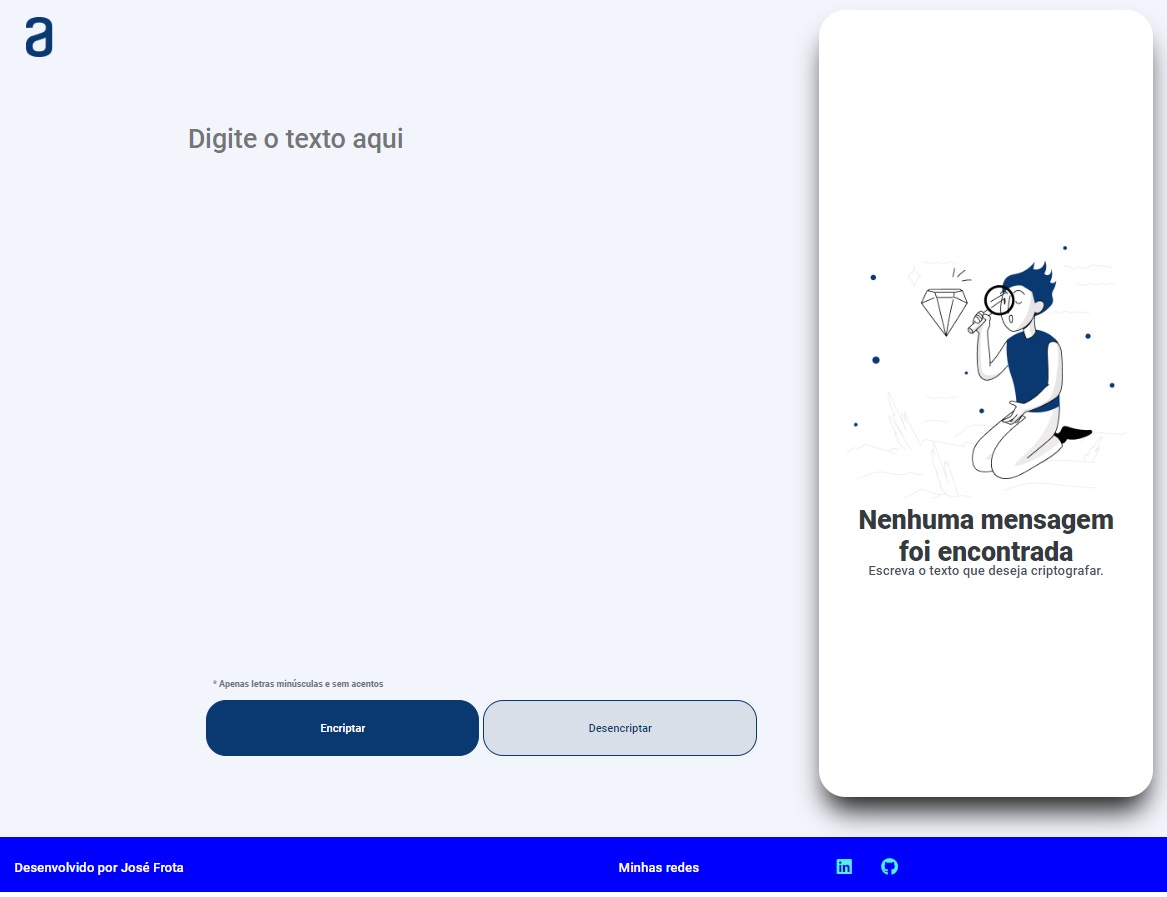 a
Digite o texto aqui
Nenhuma mensagem
foi encontrada
Escreva o texto que deseja criptografar.
* Apenas letras minúsculas e sem acentos
Encriptar
Desencriptar
Desenvolvido por José Frota
Minhas redes
in